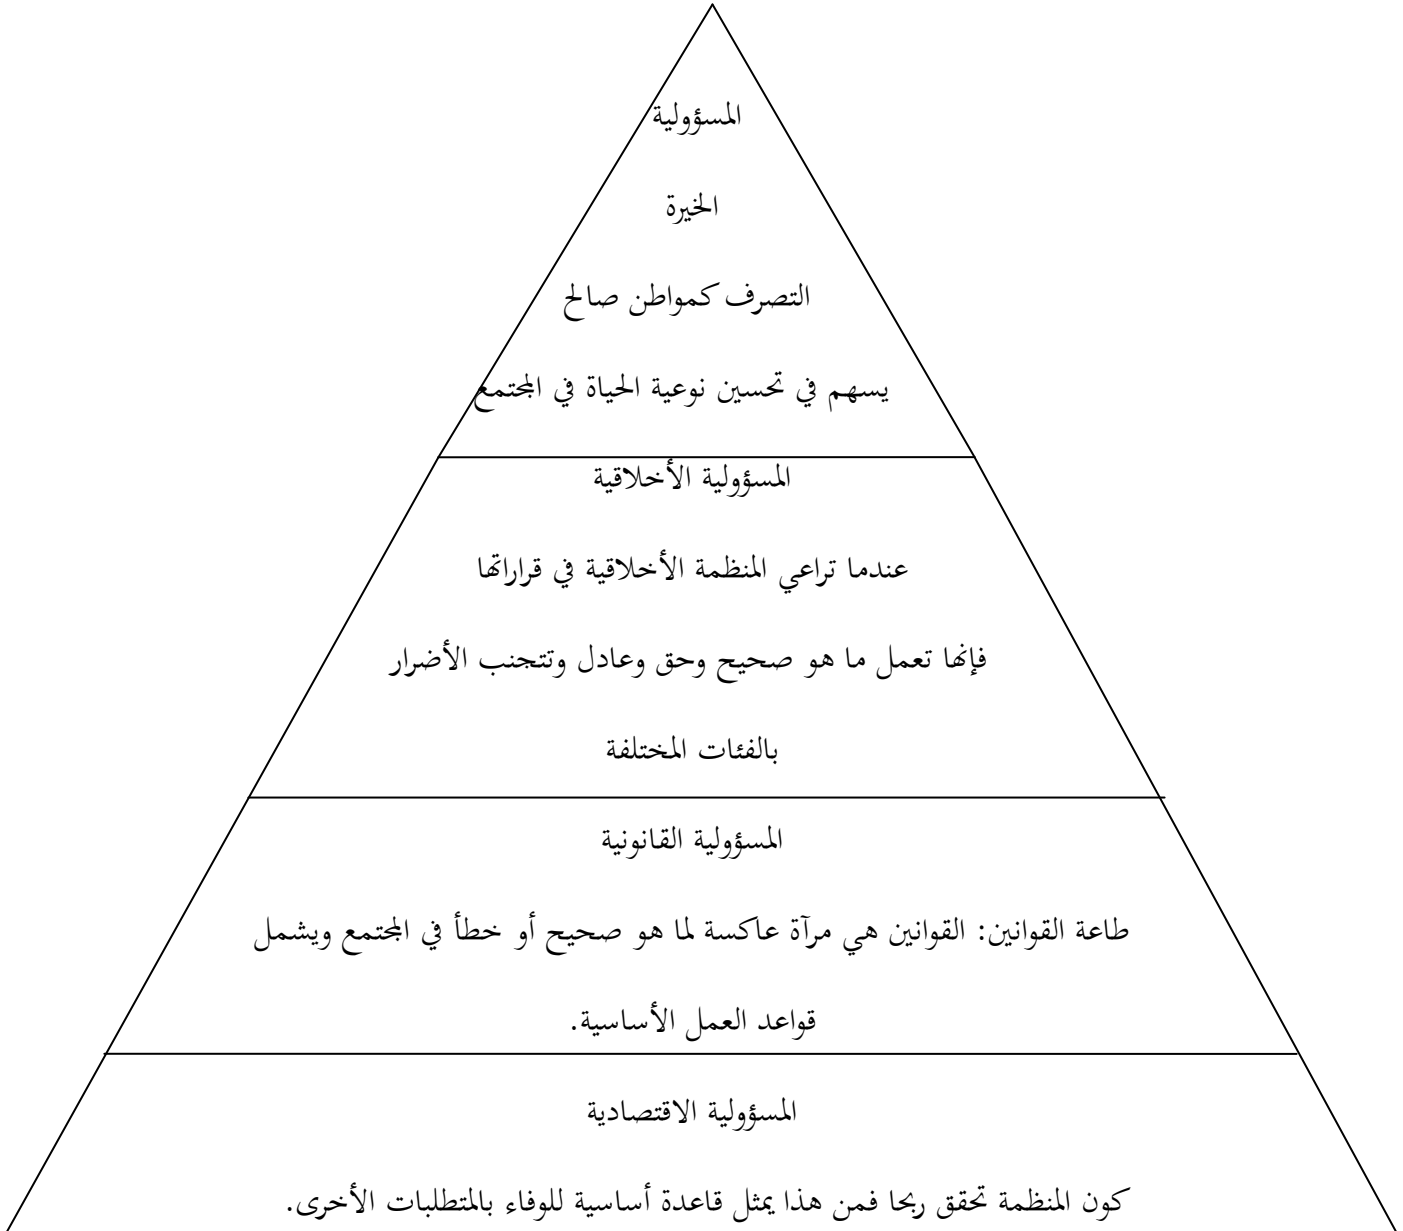 المسؤولية
الخيرة
التصرف كمواطن صالح
يسهم في تحسين نوعية الحياة في المجتمع
المسؤولية الأخلاقية
عندما تراعي المنظمة الأخلاقية في قراراتها
فإنها تعمل ما هو صحيح وحق وعادل وتتجنب الأضرار
بالفئات المختلفة
المسؤولية القانونية
طاعة القوانين: القوانين هي مرآة عاكسة لما هو صحيح أو خطأ في المجتمع ويشمل
قواعد العمل الأساسية.
المسؤولية الاقتصادية
كون المنظمة تحقق ربحا فمن هذا يمثل قاعدة أساسية للوفاء بالمتطلبات الأخرى.